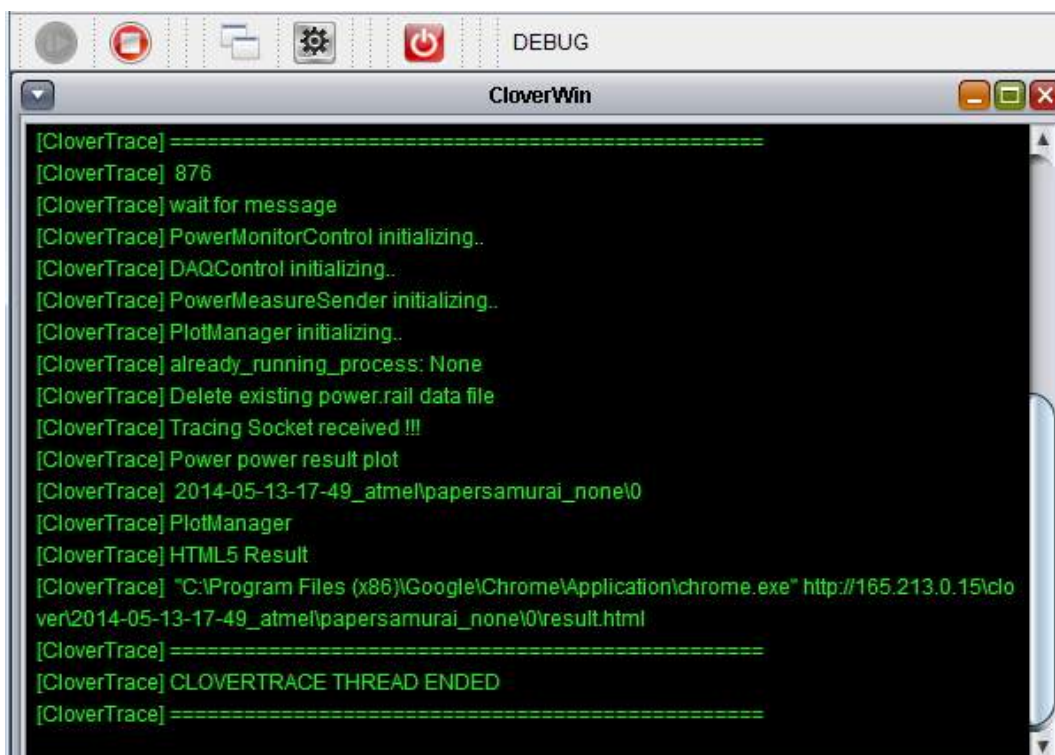 DEBUG
CloverWin
[CloverTrace] =================================================
[CloverTrace]  876
[CloverTrace] wait for message
[CloverTrace] PowerMonitorControl initializing..
[CloverTrace] DAQControl initializing..
[CloverTrace] PowerMeasureSender initializing..
[CloverTrace] PlotManager initializing..
[CloverTrace] already_running_process: None
[CloverTrace] Delete existing power.rail data file
[CloverTrace] Tracing Socket received !!!
[CloverTrace] Power power result plot
[CloverTrace]  2014-05-13-17-49_atmel\papersamurai_none\0
[CloverTrace] PlotManager
[CloverTrace] HTML5 Result
[CloverTrace]  "C:\Program Files (x86)\Google\Chrome\Application\chrome.exe" http://165.213.0.15\clo
ver\2014-05-13-17-49_atmel\papersamurai_none\0\result.html
[CloverTrace] =================================================
[CloverTrace] CLOVERTRACE THREAD ENDED
[CloverTrace] =================================================